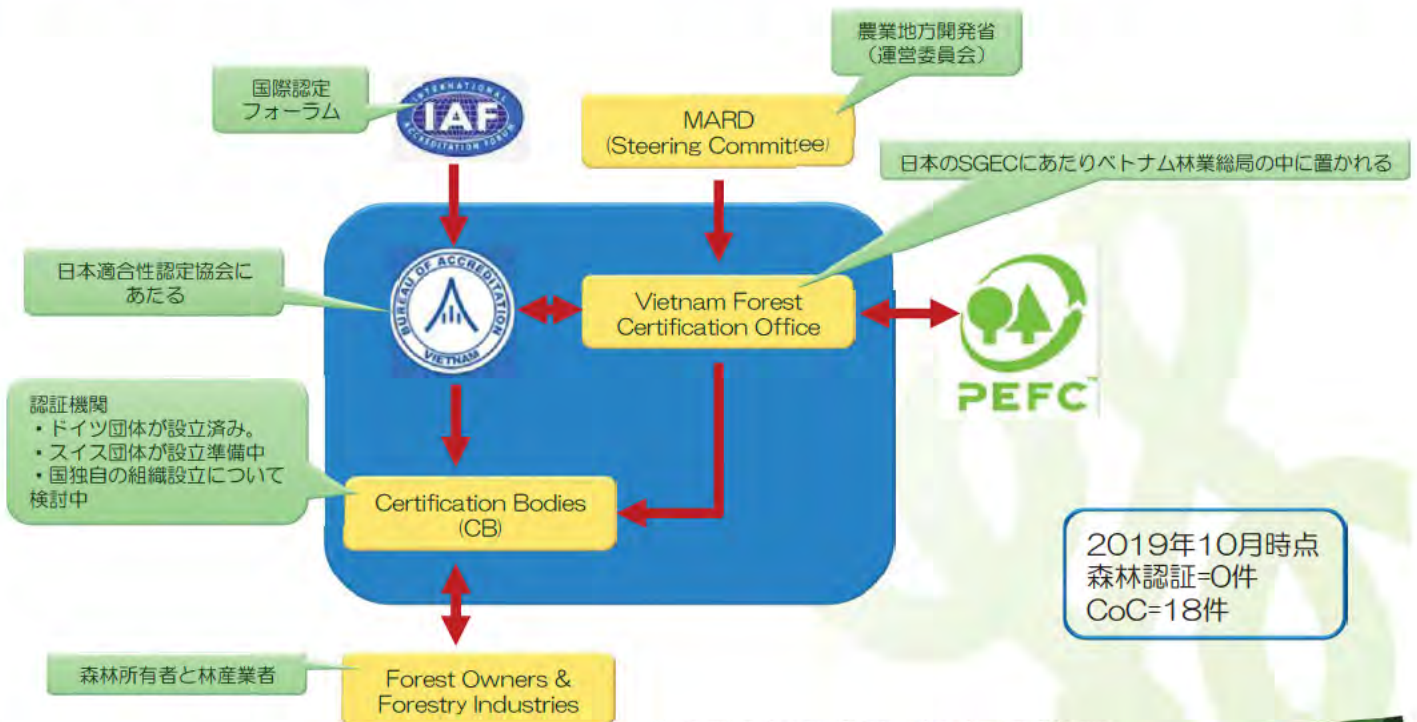 農業地方開発省
（運営委員会）
国際認定
フォーラム
INTERNATIONAL
IAF
ACCREDITATION FORUM
MARD
(Steering Committee)
日本のSGECにあたりベトナム林業総局の中に置かれる
日本適合性認定協会に
あたる
BUREAU OF ACCREDITATION
VIETNAM
Vietnam Forest
Certification Office
PEFC
認証機関
・ドイツ団体が設立済み。
・スイス団体が設立準備中
・国独自の組織設立について
検討中
Certification Bodies
(CB)
2019年10月時点
森林認証=0件
CoC=18件
森林所有者と林産業者
Forest Owners &
Forestry Industries